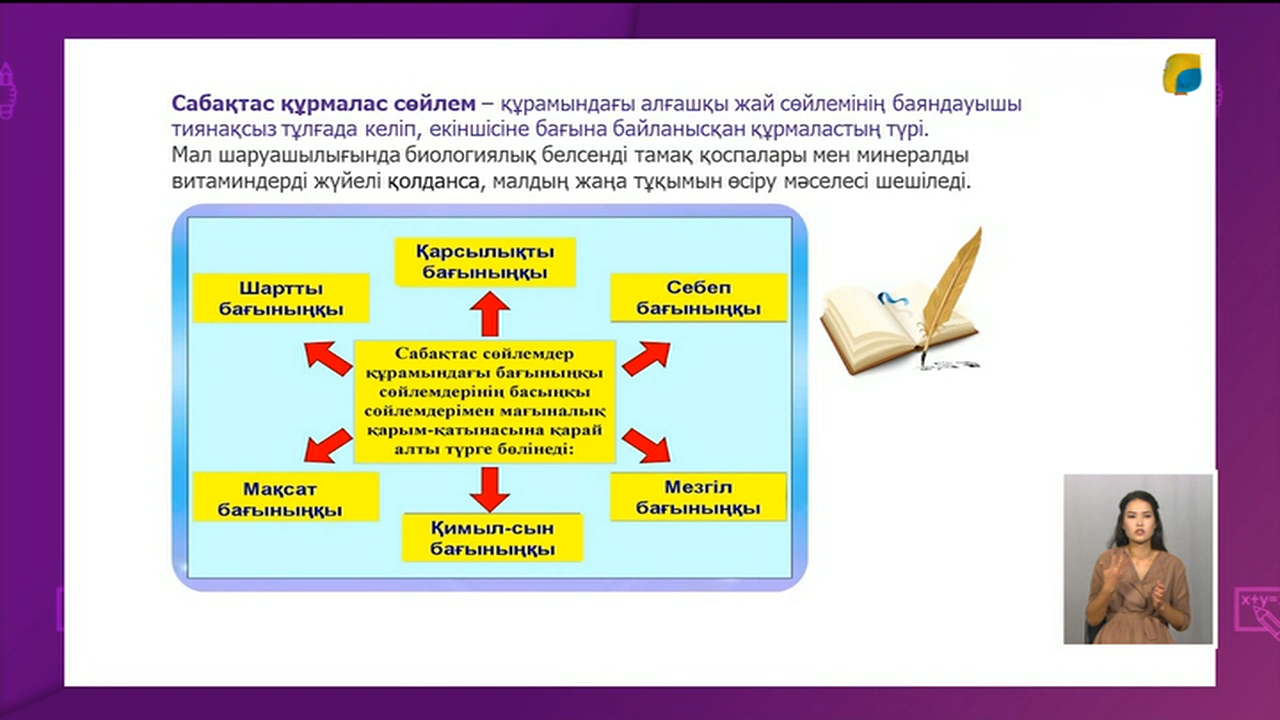 Сабақтас құрмалас сөйлем – құрамындағы алғашқы жай сөйлемінің баяндауышы
тиянақсыз тұлғада келіп, екіншісіне бағына байланысқан құрмаластың түрі.
Мал шаруашылығында биологиялық белсенді тамақ қоспалары мен минералды
витаминдерді жүйелі қолданса, малдың жаңа тұқымын өсіру мәселесі шешіледі.
Қарсылықты
бағыныңқы
Шартты
бағыныңқы
Себеп
бағыныңқы
Сабақтас сөйлемдер
құрамындағы бағыныңқы
сөйлемдерінің басыңқы
сөйлемдерімен мағыналық
қарым-қатынасына қарай
алты түрге бөлінеді:
Мақсат
бағыныңқы
Мезгіл
бағыныңқы
Қимыл-сын
бағыныңқы
x+y=